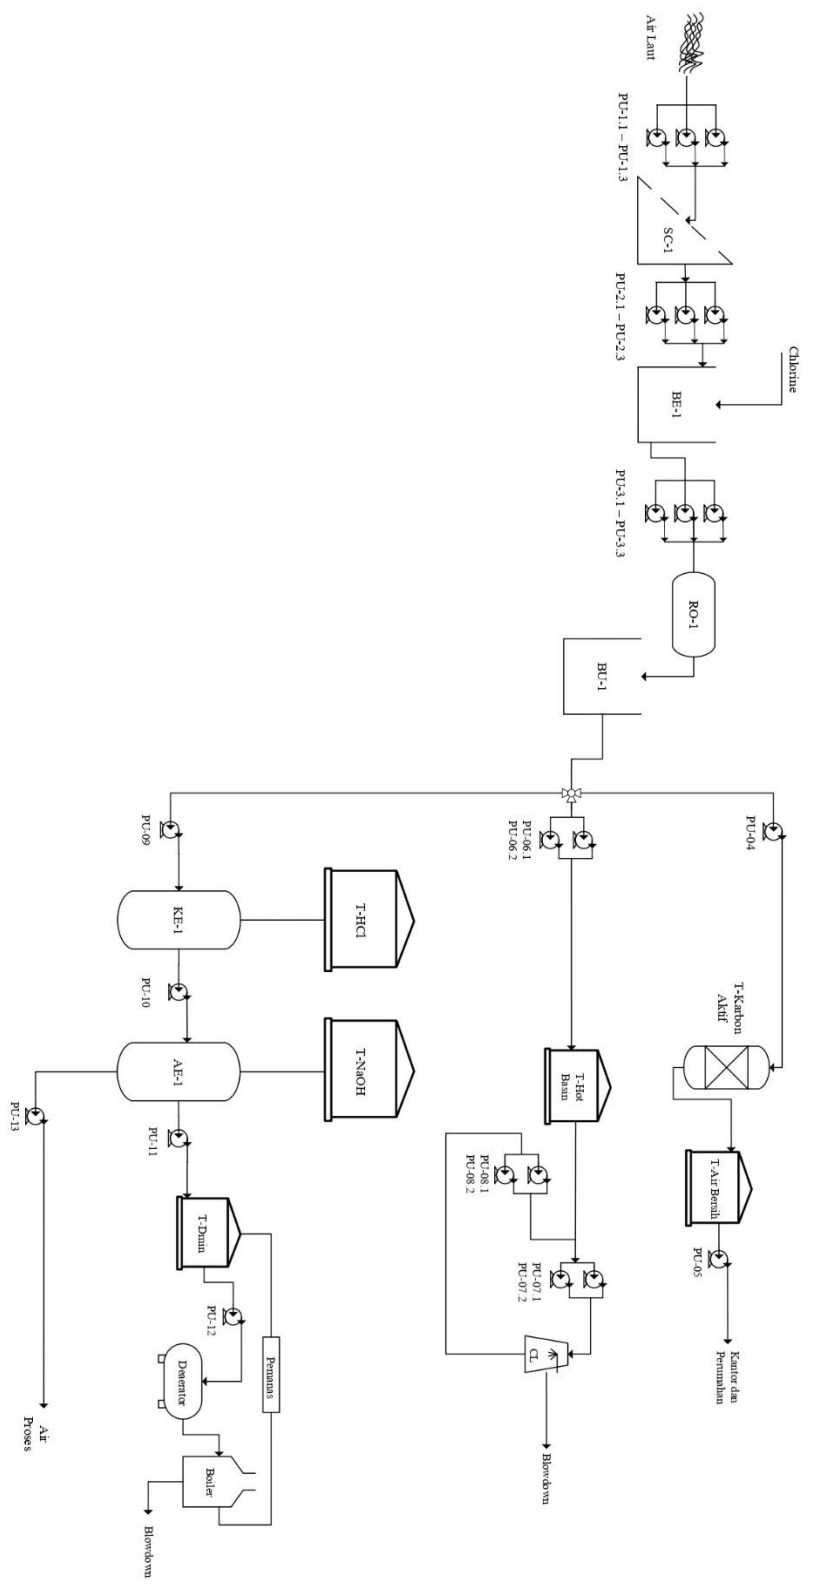 Air Laut
PU-1.1 – PU-1.3
SC-1
PU-2.1 – PU-2.3
Chlorine
BE-1
PU-3.1 – PU-3.3
RO-1
BU-1
PU-04
T-Karbon
Aktif
T-Air Bersih
PU-05
Kantor dan
Perumahan
PU-06.1
PU-06.2
T-Hot
Basin
PU-08.1
PU-08.2
PU-07.1
PU-07.2
CL
Blowdown
PU-09
KE-1
T-HCl
PU-10
AE-1
T-NaOH
PU-11
T-Dmin
PU-12
Deaerator
Pemanas
Boiler
Blowdown
PU-13
Air
Proses